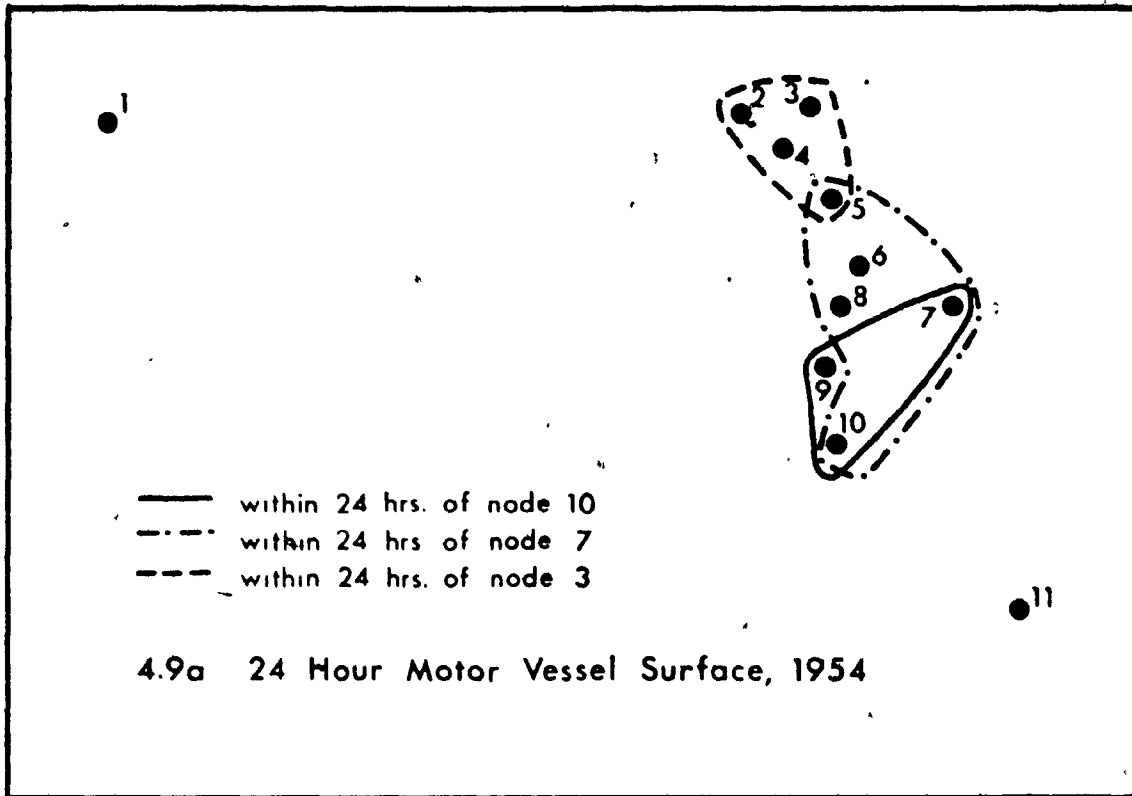 1
2
3
4
5
6
8
7
9
10
within 24 hrs. of node 10
within 24 hrs of node 7
within 24 hrs. of node 3
11
4.9a 24 Hour Motor Vessel Surface, 1954